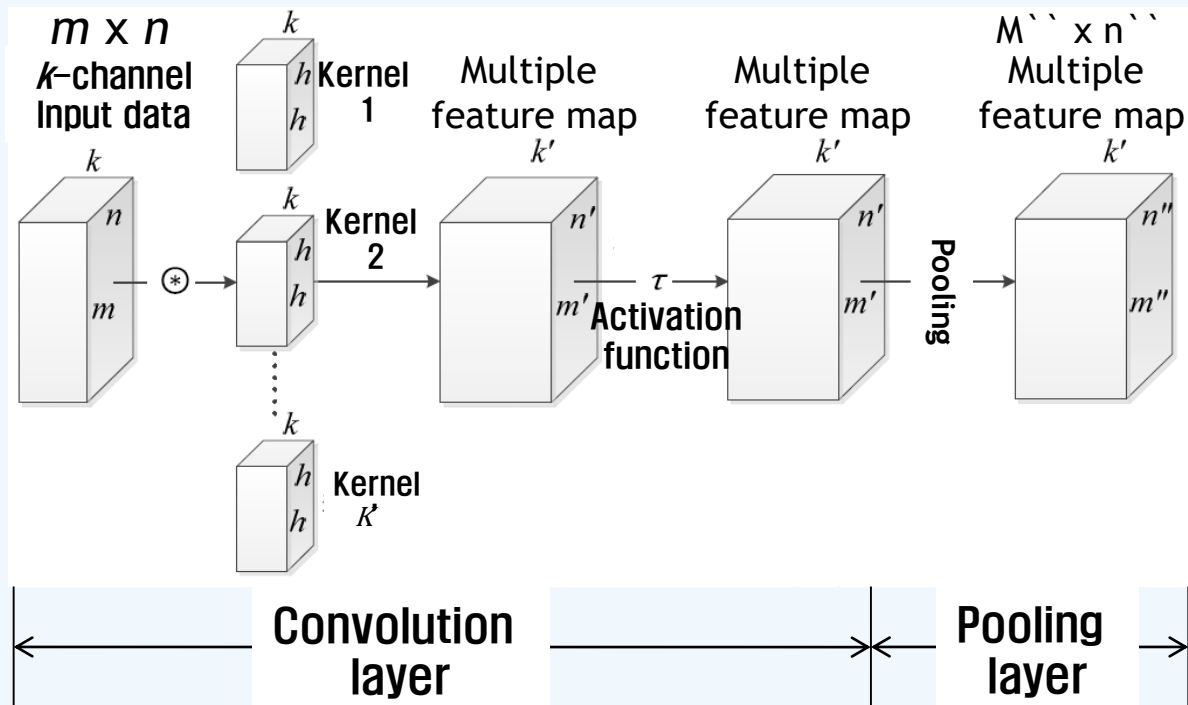 m x n
k-channel
Input data
k
n
m
⊛
k
h
h
Kernel
1
k
h
h
Kernel
2
k
h
h
Kernel
K'
Multiple
feature map
k'
n'
m'
τ
Activation
function
Multiple
feature map
k'
n'
m'
Pooling
M`` x n``
Multiple
feature map
k'
n"
m"
Convolution
layer
Pooling
layer